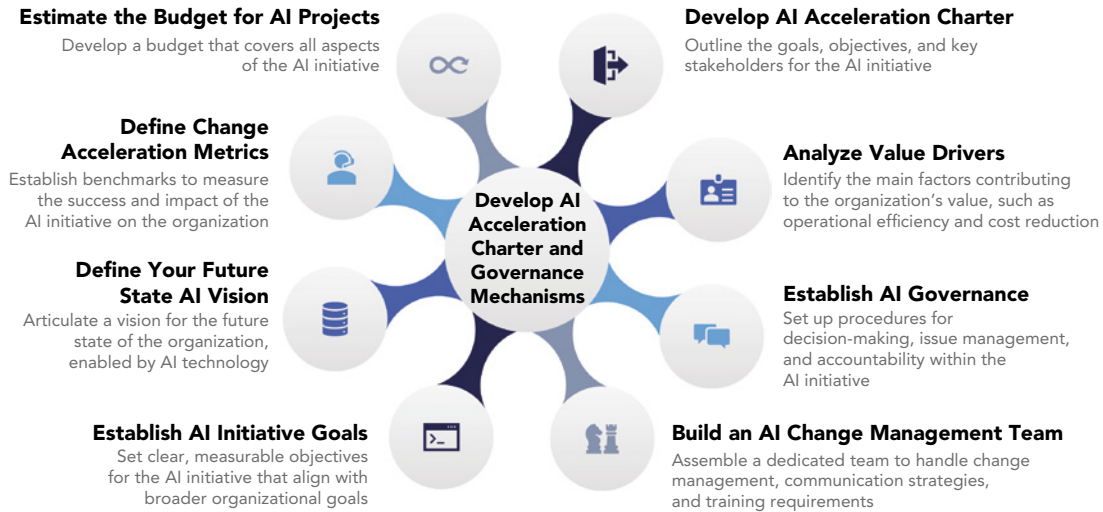 Estimate the Budget for AI Projects
Develop a budget that covers all aspects
of the AI initiative
Develop AI Acceleration Charter
Outline the goals, objectives, and key
stakeholders for the AI initiative
Define Change
Acceleration Metrics
Establish benchmarks to measure
the success and impact of the
AI initiative on the organization
Analyze Value Drivers
Identify the main factors contributing
to the organization’s value, such as
operational efficiency and cost reduction
Develop AI
Acceleration
Charter and
Governance
Mechanisms
Define Your Future
State AI Vision
Articulate a vision for the future
state of the organization,
enabled by AI technology
Establish AI Governance
Set up procedures for
decision-making, issue management,
and accountability within the
AI initiative
Establish AI Initiative Goals
Set clear, measurable objectives
for the AI initiative that align with
broader organizational goals
Build an AI Change Management Team
Assemble a dedicated team to handle change
management, communication strategies,
and training requirements